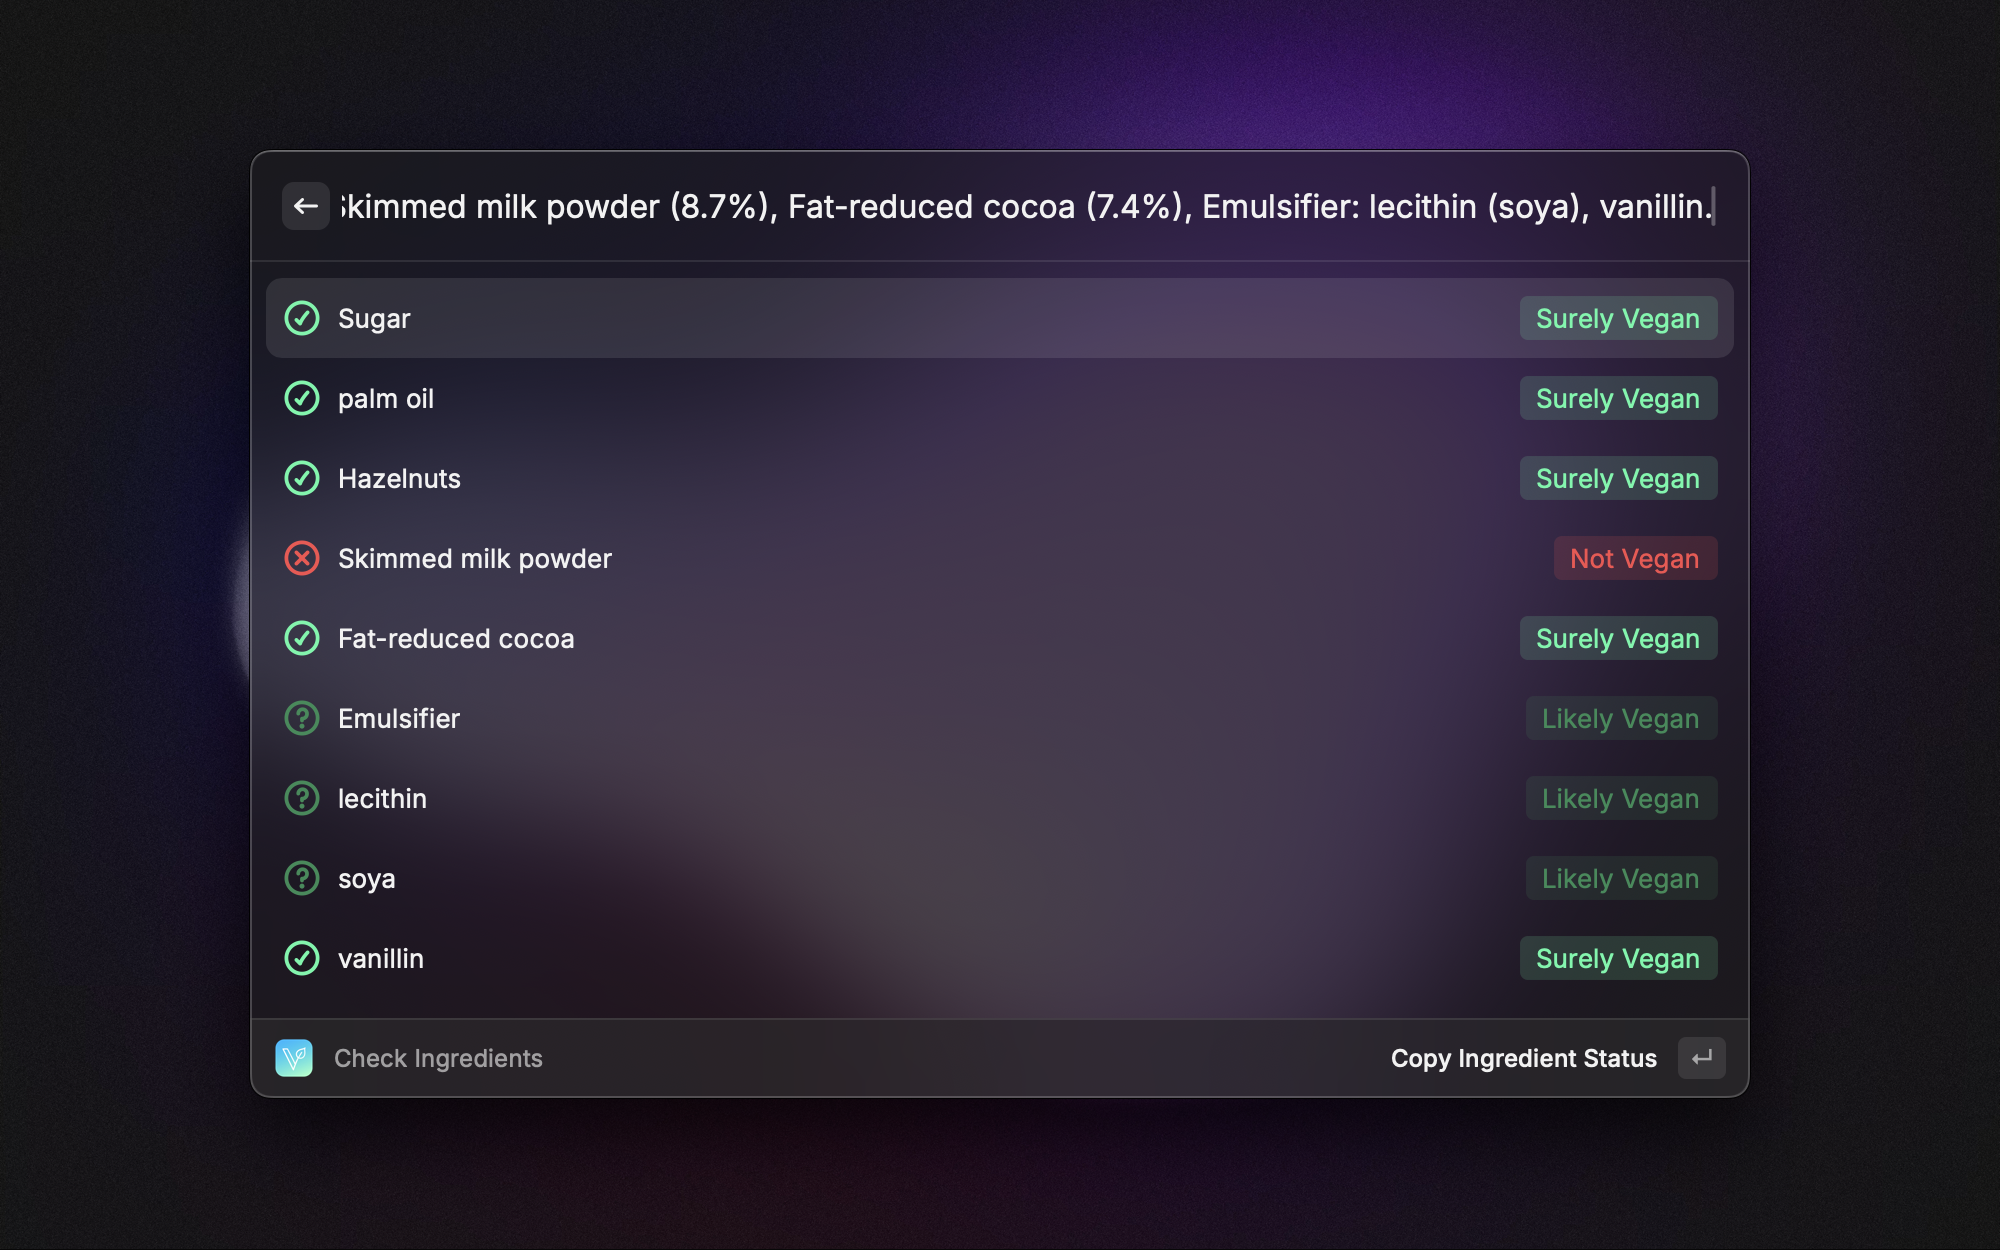 Skimmed milk powder (8.7%), Fat-reduced cocoa (7.4%), Emulsifier: lecithin (soya), vanillin.
Sugar Surely Vegan
palm oil Surely Vegan
Hazelnuts Surely Vegan
Skimmed milk powder Not Vegan
Fat-reduced cocoa Surely Vegan
Emulsifier Likely Vegan
lecithin Likely Vegan
soya Likely Vegan
vanillin Surely Vegan
Check Ingredients Copy Ingredient Status